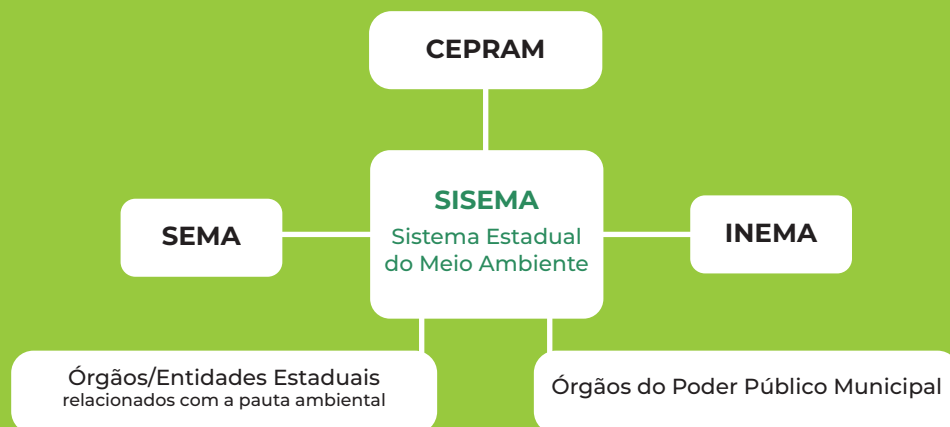 CEPRAM
SISEMA
Sistema Estadual
do Meio Ambiente
SEMA
INEMA
Órgãos/Entidades Estaduais
relacionados com a pauta ambiental
Órgãos do Poder Público Municipal